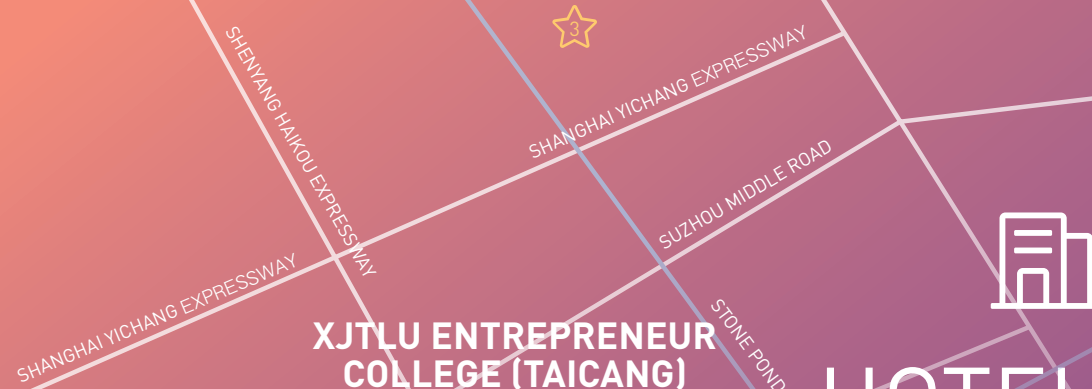 3
SHENYANG HAIKOU EXPRESSWAY
SHANGHAI YICHANG EXPRESSWAY
SUZHOU MIDDLE ROAD
SHANGHAI YICHANG EXPRESSWAY
STONE POND
XJTLU ENTREPRENEUR
COLLEGE (TAICANG)
HOTEL